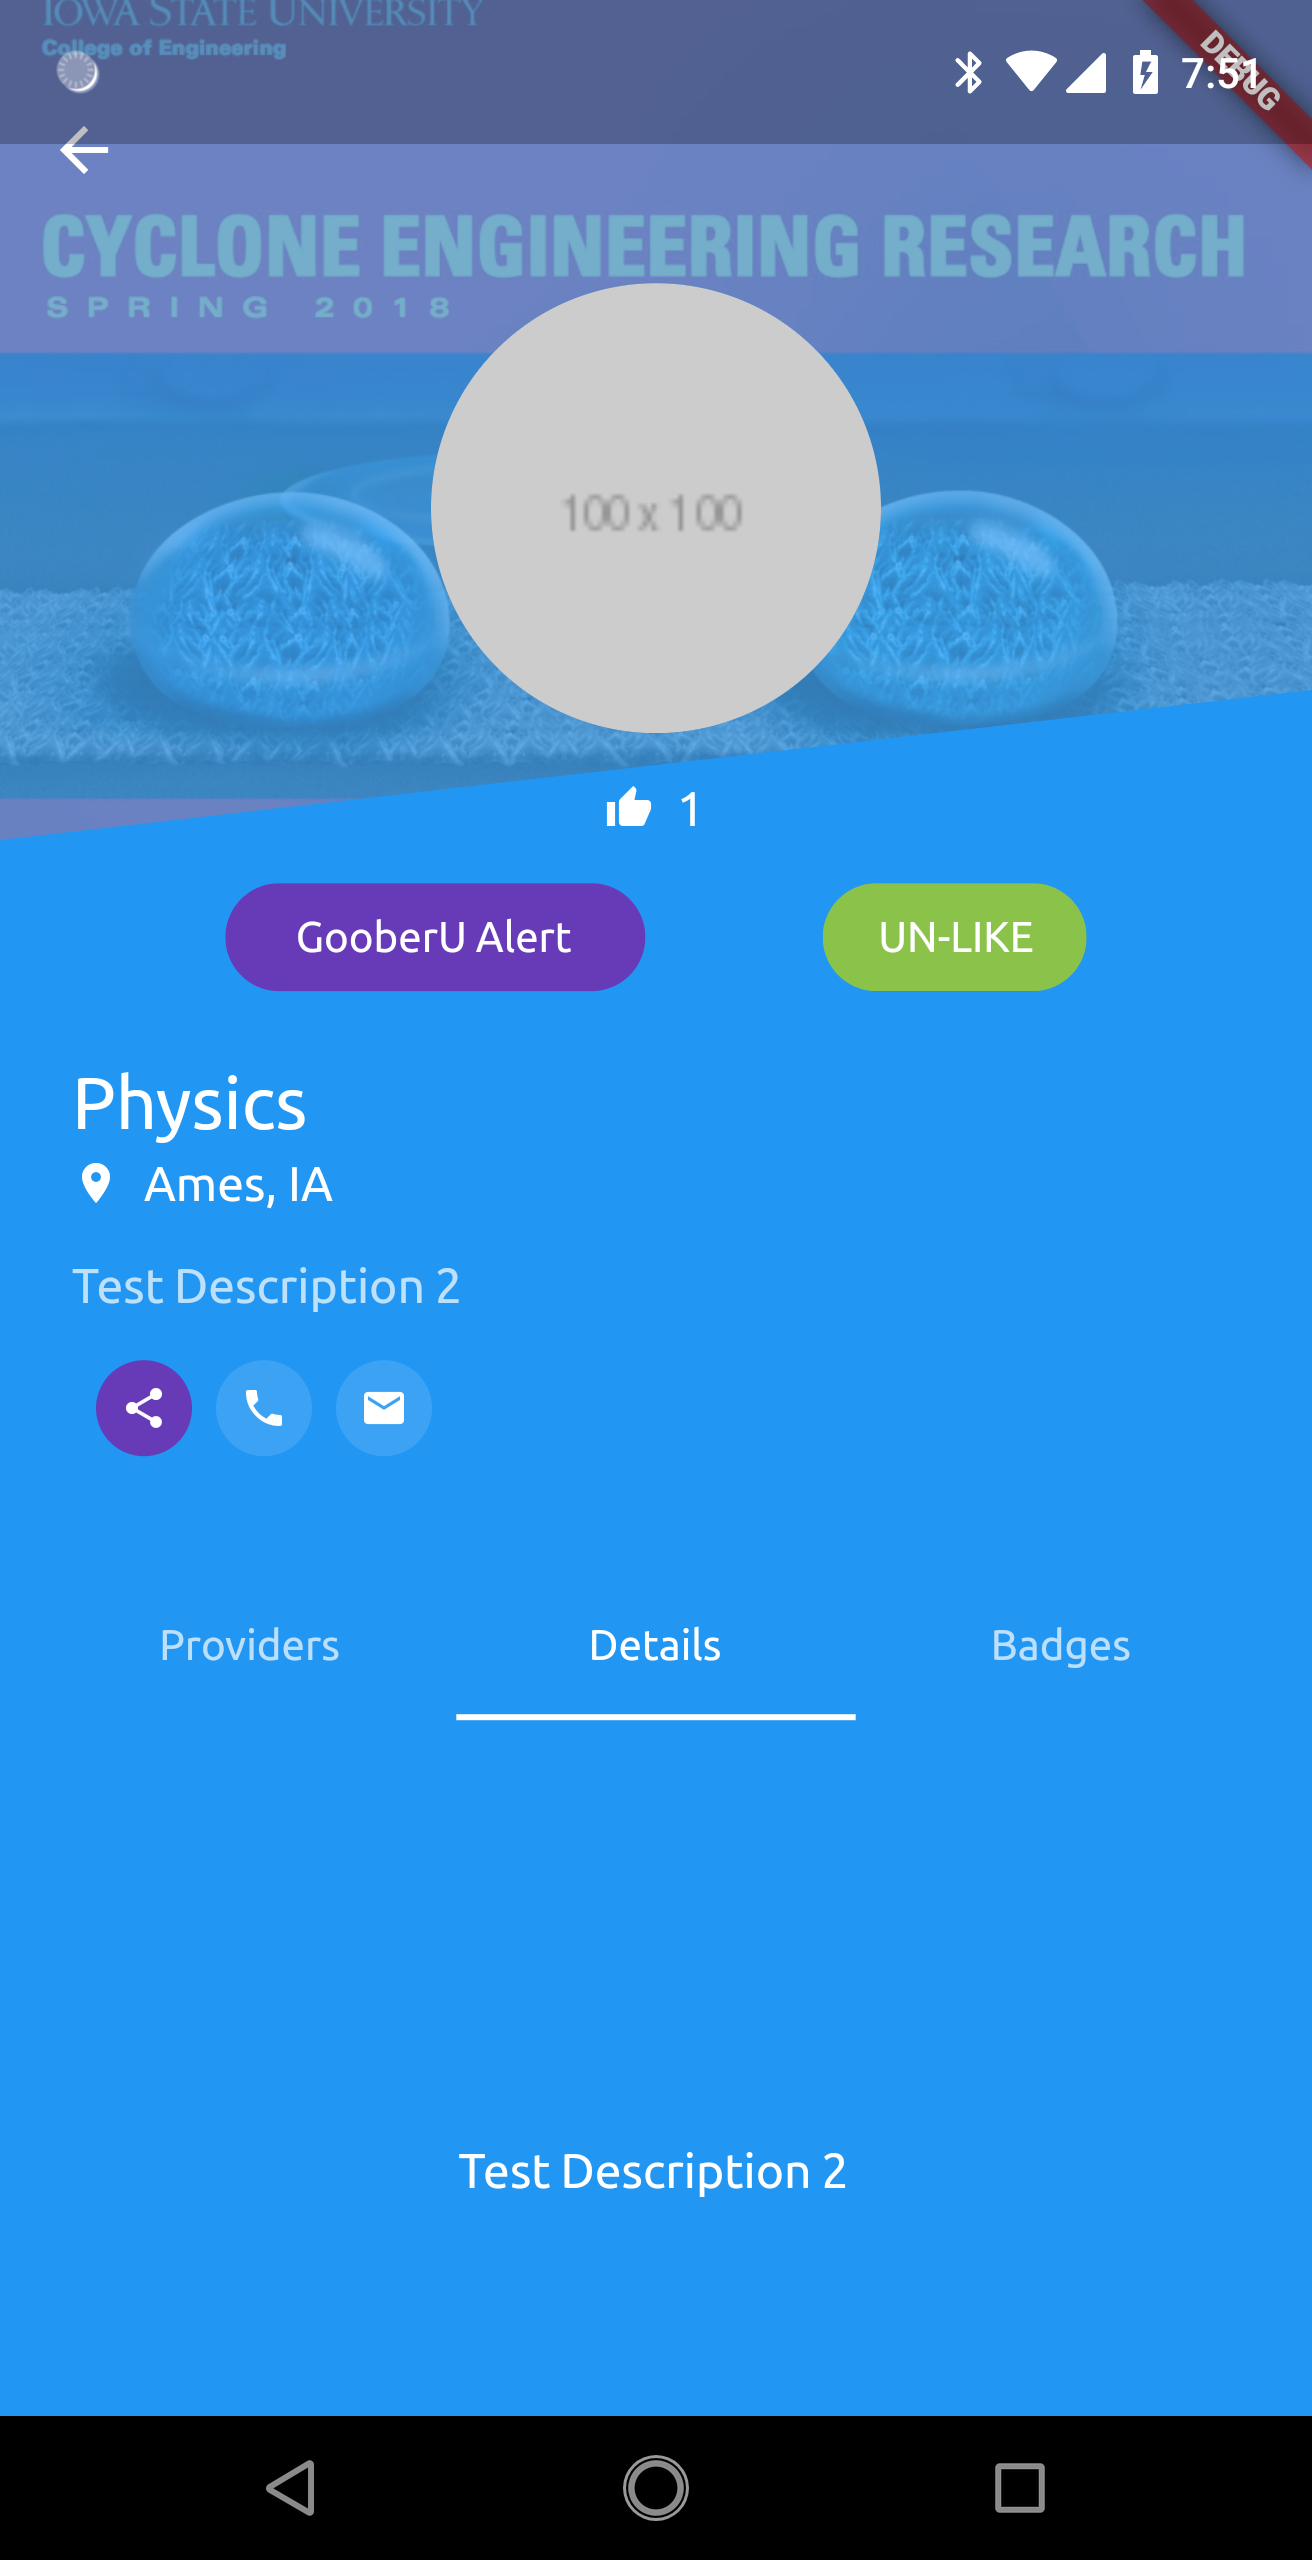 IOWA STATE UNIVERSITY
College of Engineering
7:51
DEBUG
CYCLONE ENGINEERING RESEARCH
SPRING 2018
100 x 100
1
GooberU Alert
UN-LIKE
Physics
Ames, IA
Test Description 2
Providers
Details
Badges
Test Description 2